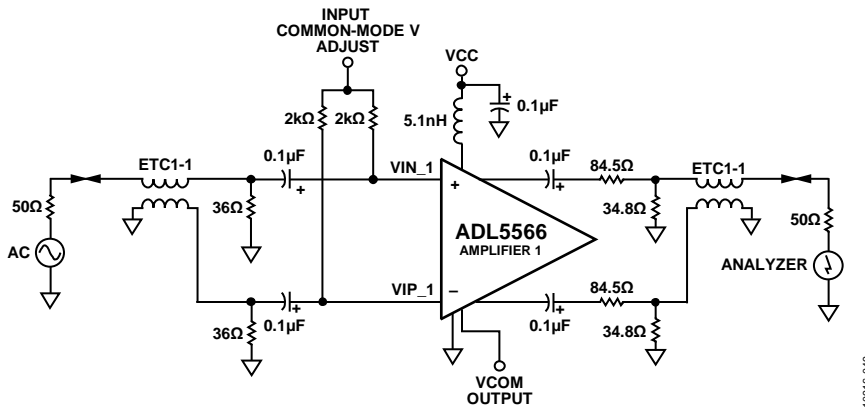 INPUT
COMMON-MODE V
ADJUST
VCC
0.1µF
5.1nH
2kΩ 2kΩ
ETC1-1
0.1µF
VIN_1
0.1µF
84.5Ω
ETC1-1
50Ω
36Ω
+
ADL5566
AMPLIFIER 1
34.8Ω
50Ω
AC
ANALYZER
VIP_1
–
84.5Ω
36Ω
0.1µF
0.1µF
34.8Ω
VCOM
OUTPUT